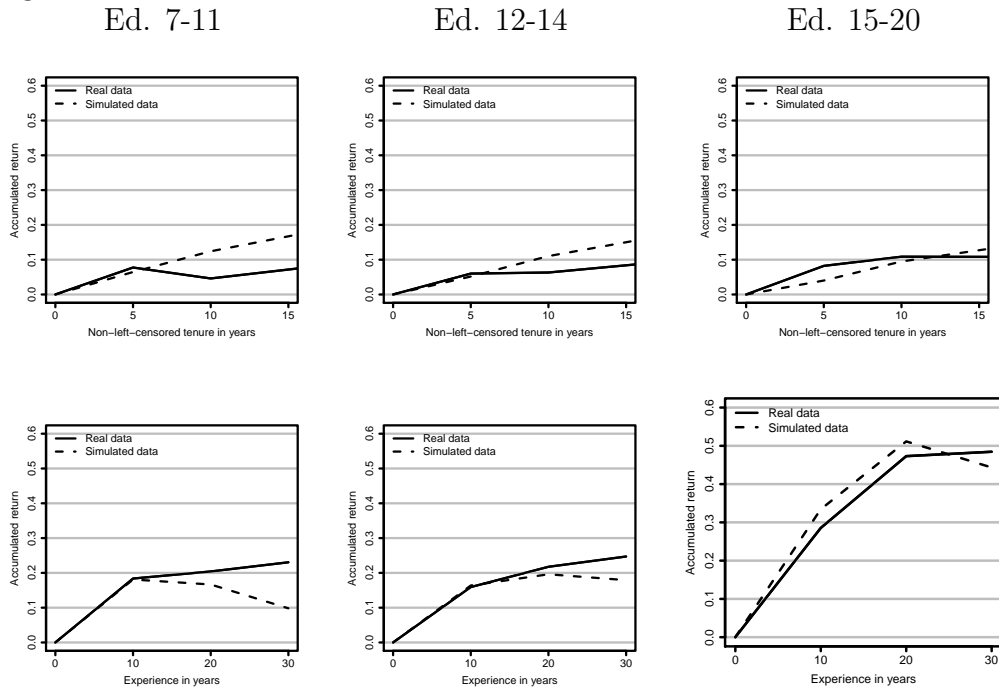 Ed. 7-11
Ed. 12-14
Ed. 15-20
Accumulated return
0.0 0.1 0.2 0.3 0.4 0.5 0.6
Real data
Simulated data
0 5 10 15
Non−left−censored tenure in years
Accumulated return
0.0 0.1 0.2 0.3 0.4 0.5 0.6
Real data
Simulated data
0 5 10 15
Non−left−censored tenure in years
Accumulated return
0.0 0.1 0.2 0.3 0.4 0.5 0.6
Real data
Simulated data
0 5 10 15
Non−left−censored tenure in years
Accumulated return
0.0 0.1 0.2 0.3 0.4 0.5 0.6
Real data
Simulated data
0 10 20 30
Experience in years
Accumulated return
0.0 0.1 0.2 0.3 0.4 0.5 0.6
Real data
Simulated data
0 10 20 30
Experience in years
Accumulated return
0.0 0.1 0.2 0.3 0.4 0.5 0.6
Real data
Simulated data
0 10 20 30
Experience in years